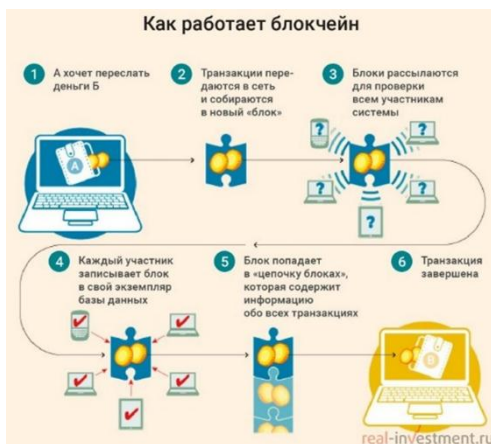 Как работает блокчейн
1
А хочет переслать
деньги Б
2
Транзакции пере-
даются в сеть
и собираются
в новый «блок»
3
Блоки рассылаются
для проверки
всем участникам
системы
A
?
?
?
?
?
4
Каждый участник
записывает блок
в свой экземпляр
базы данных
5
Блок попадает
в «цепочку блоках»,
которая содержит
информацию
обо всех транзакциях
6
Транзакция
завершена
B
real-investment.ru